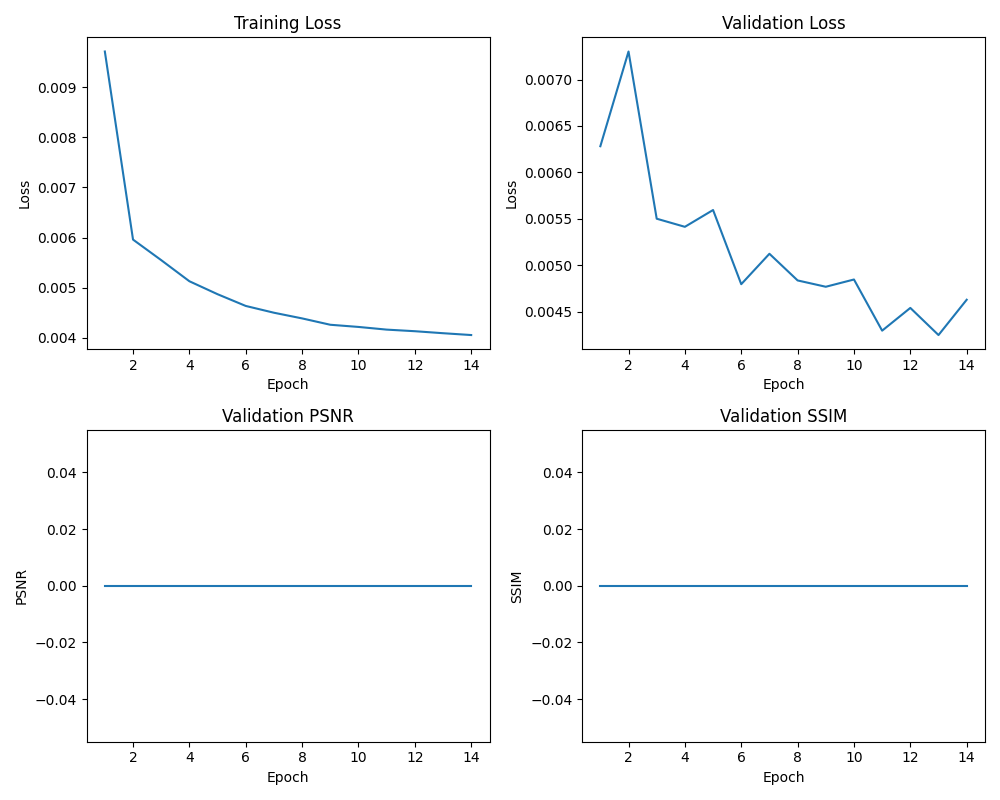 Training Loss
Loss
0.009
0.008
0.007
0.006
0.005
0.004
2 4 6 8 10 12 14
Epoch
Validation Loss
Loss
0.0070
0.0065
0.0060
0.0055
0.0050
0.0045
2 4 6 8 10 12 14
Epoch
Validation PSNR
PSNR
0.04
0.02
0.00
−0.02
−0.04
2 4 6 8 10 12 14
Epoch
Validation SSIM
SSIM
0.04
0.02
0.00
−0.02
−0.04
2 4 6 8 10 12 14
Epoch